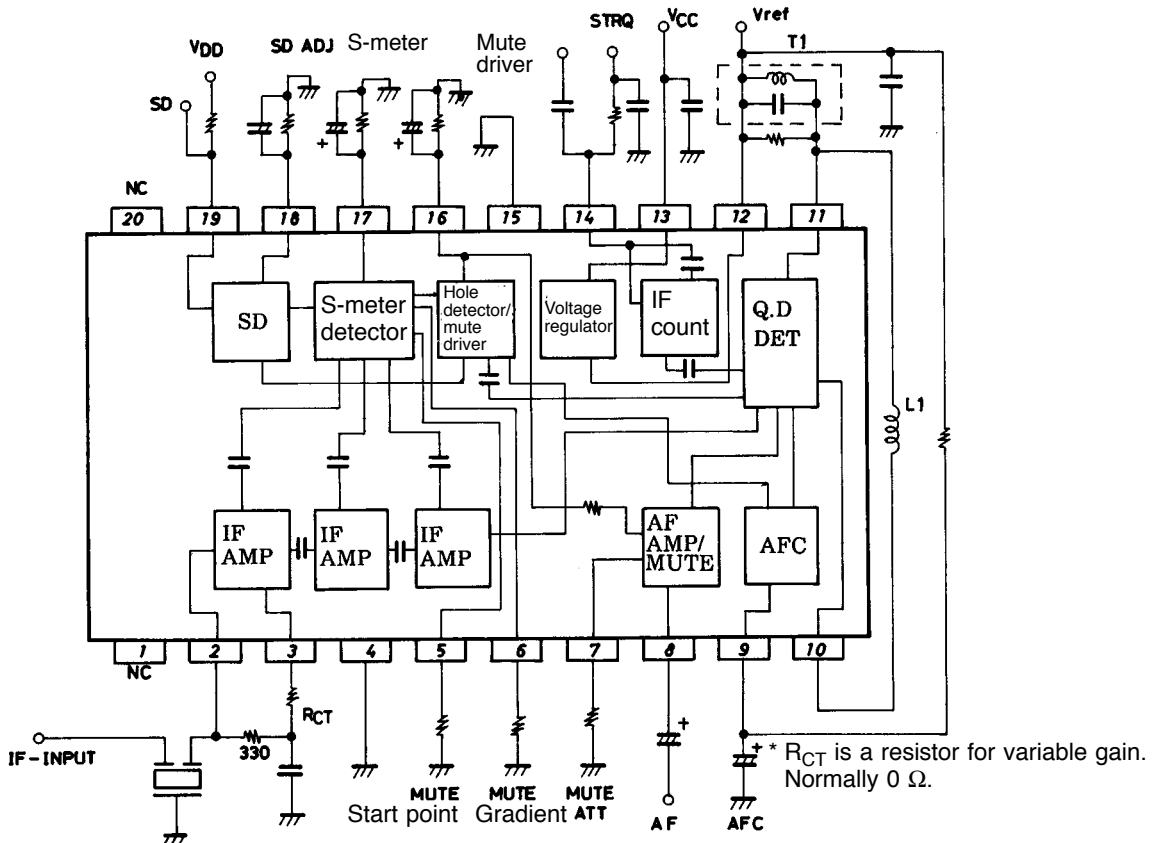 STRQ
VCC
Vref
T1
VDD
SD ADJ
S-meter
Mute
driver
SD
NC
20
19
18
17
16
15
14
13
12
11
SD
S-meter
detector
Hole
detector/
mute
driver
Voltage
regulator
IF
count
Q.D
DET
L1
IF
AMP
IF
AMP
IF
AMP
AF
AMP/
MUTE
AFC
1
2
3
4
5
6
7
8
9
10
NC
RCT
330
IF-INPUT
+
+
+
+
* RCT is a resistor for variable gain.
Normally 0 Ω.
MUTE
Start point
MUTE
Gradient
MUTE
ATT
AF
AFC